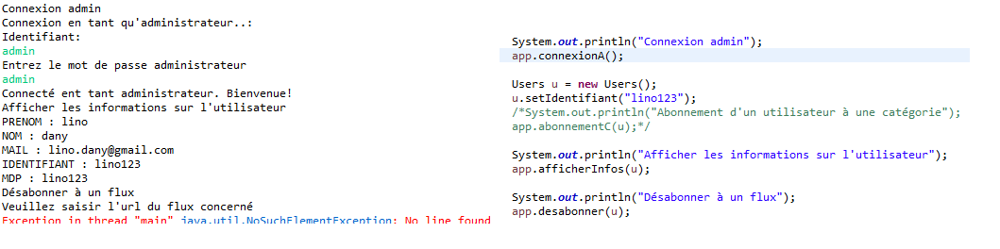 Connexion admin
Connexion en tant qu'administrateur..:
Identifiant:
admin
Entrez le mot de passe administrateur
admin
Connecté ent tant administrateur. Bienvenue!
Afficher les informations sur l'utilisateur
PRENOM : lino
NOM : dany
MAIL : lino.dany@gmail.com
IDENTIFIANT : lino123
MDP : lino123
Désabonner à un flux
Veuillez saisir l'url du flux concerné
Exception in thread "main" java.util.NoSuchElementException: No line found
System.out.println("Connexion admin");
app.connexionA();
Users u = new Users();
u.setIdentifiant("lino123");
/*System.out.println("Abonnement d'un utilisateur à une catégorie");
app.abonnementC(u);*/
System.out.println("Afficher les informations sur l'utilisateur");
app.afficherInfos(u);
System.out.println("Désabonner à un flux");
app.desabonner(u);